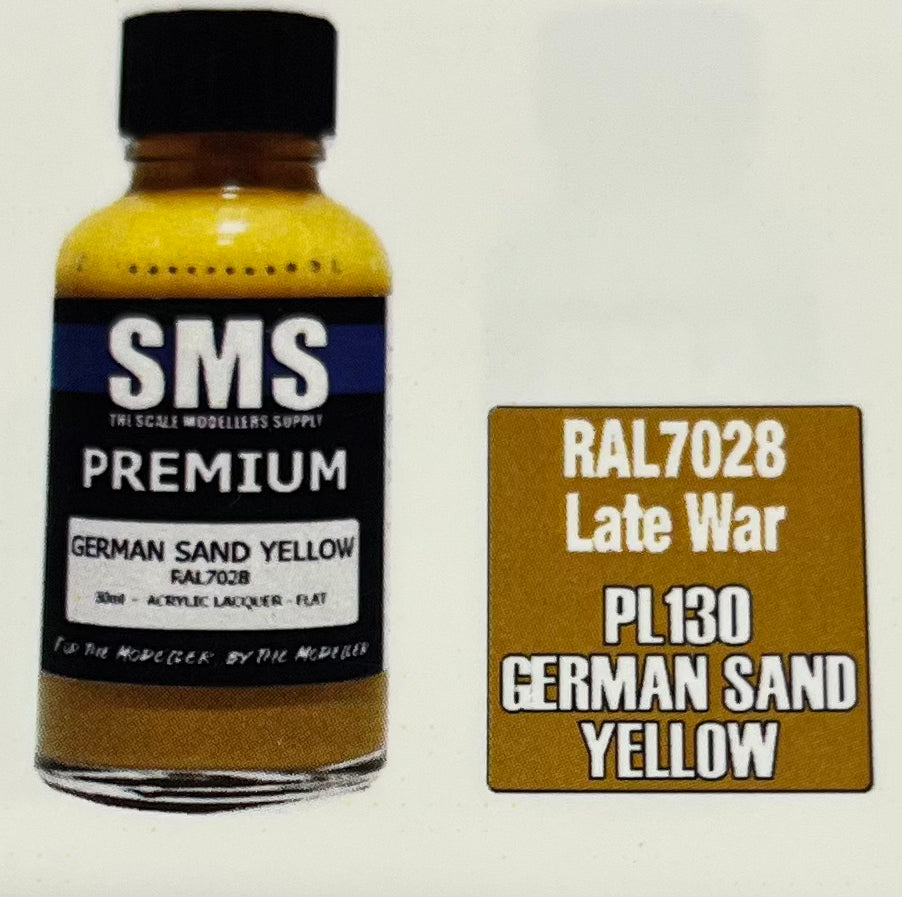 SMS
THE SCALE MODELLERS SUPPLY
PREMIUM
GERMAN SAND YELLOW
RAL7028
30ml - ACRYLIC LACQUER - FLAT
FOR THE MODELLER BY THE MODELLER
RAL7028
Late War
PL130
GERMAN SAND
YELLOW